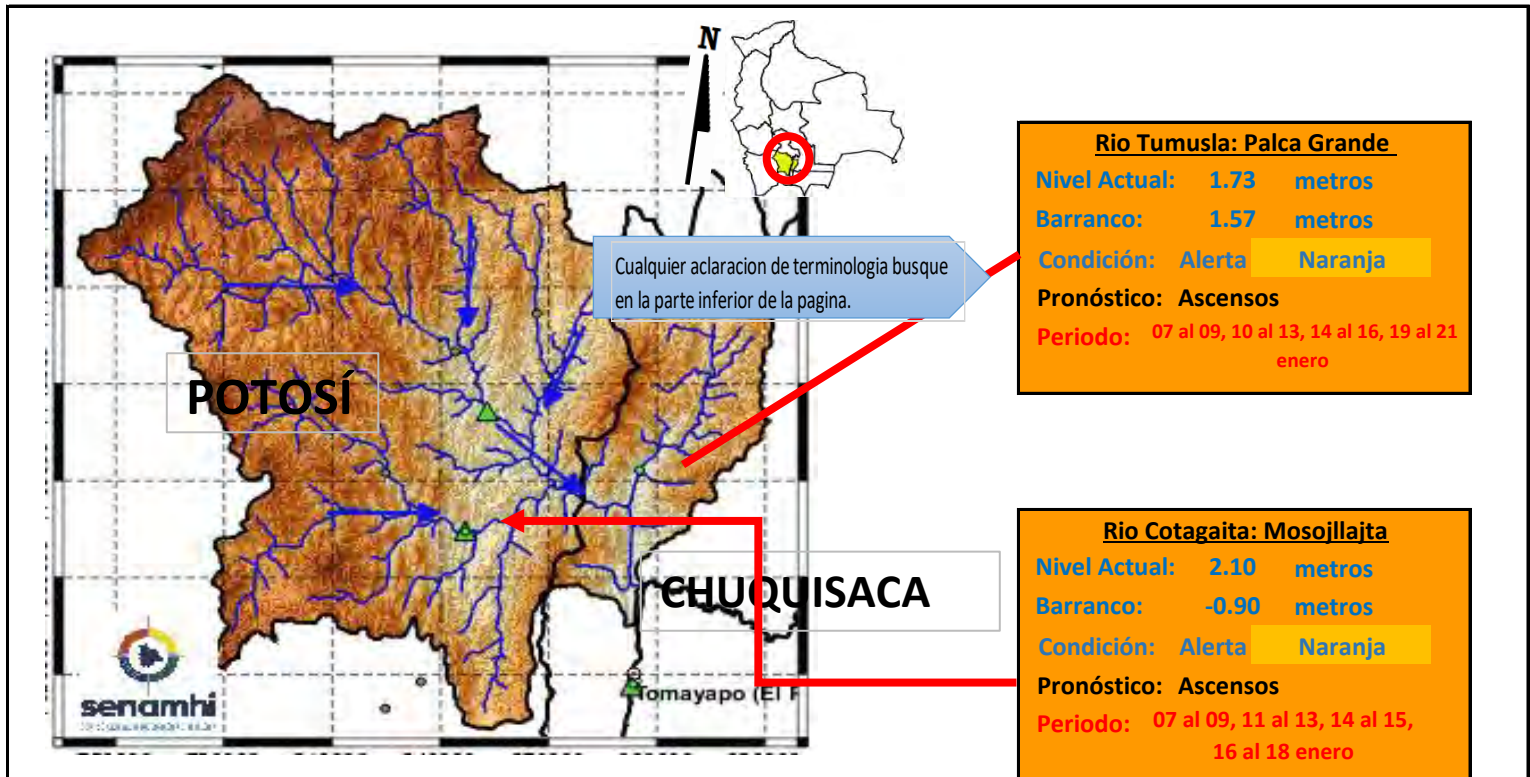 N
Cualquier aclaracion de terminologia busque
en la parte inferior de la pagina.
POTOSÍ
CHUQUISACA
senamhi
Rio Tumusla: Palca Grande
Nivel Actual: 1.73 metros
Barranco: 1.57 metros
Condición: Alerta Naranja
Pronóstico: Ascensos
Periodo: 07 al 09, 10 al 13, 14 al 16, 19 al 21
enero
Rio Cotagaita: Mosojllajta
Nivel Actual: 2.10 metros
Barranco: -0.90 metros
Condición: Alerta Naranja
Pronóstico: Ascensos
Periodo: 07 al 09, 11 al 13, 14 al 15,
16 al 18 enero
Tomayapo (El